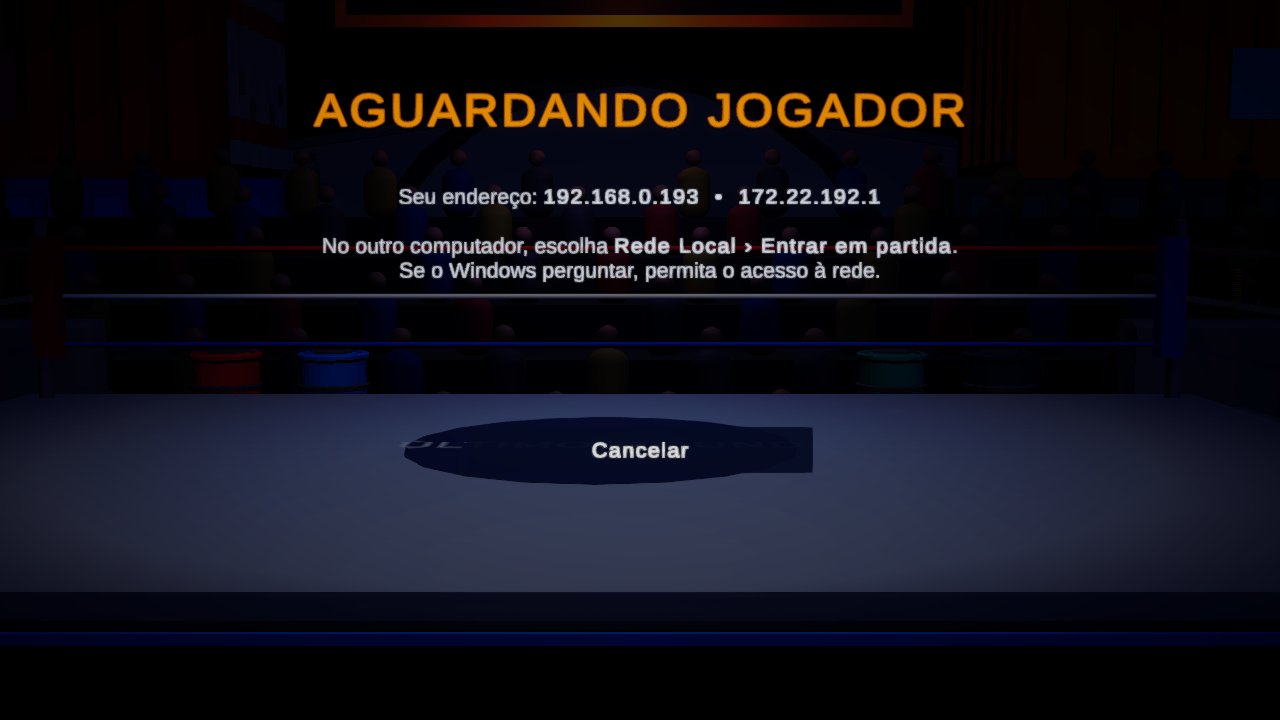 AGUARDANDO JOGADOR
Seu endereço: 192.168.0.193 • 172.22.192.1
No outro computador, escolha Rede Local › Entrar em partida.
Se o Windows perguntar, permita o acesso à rede.
Cancelar